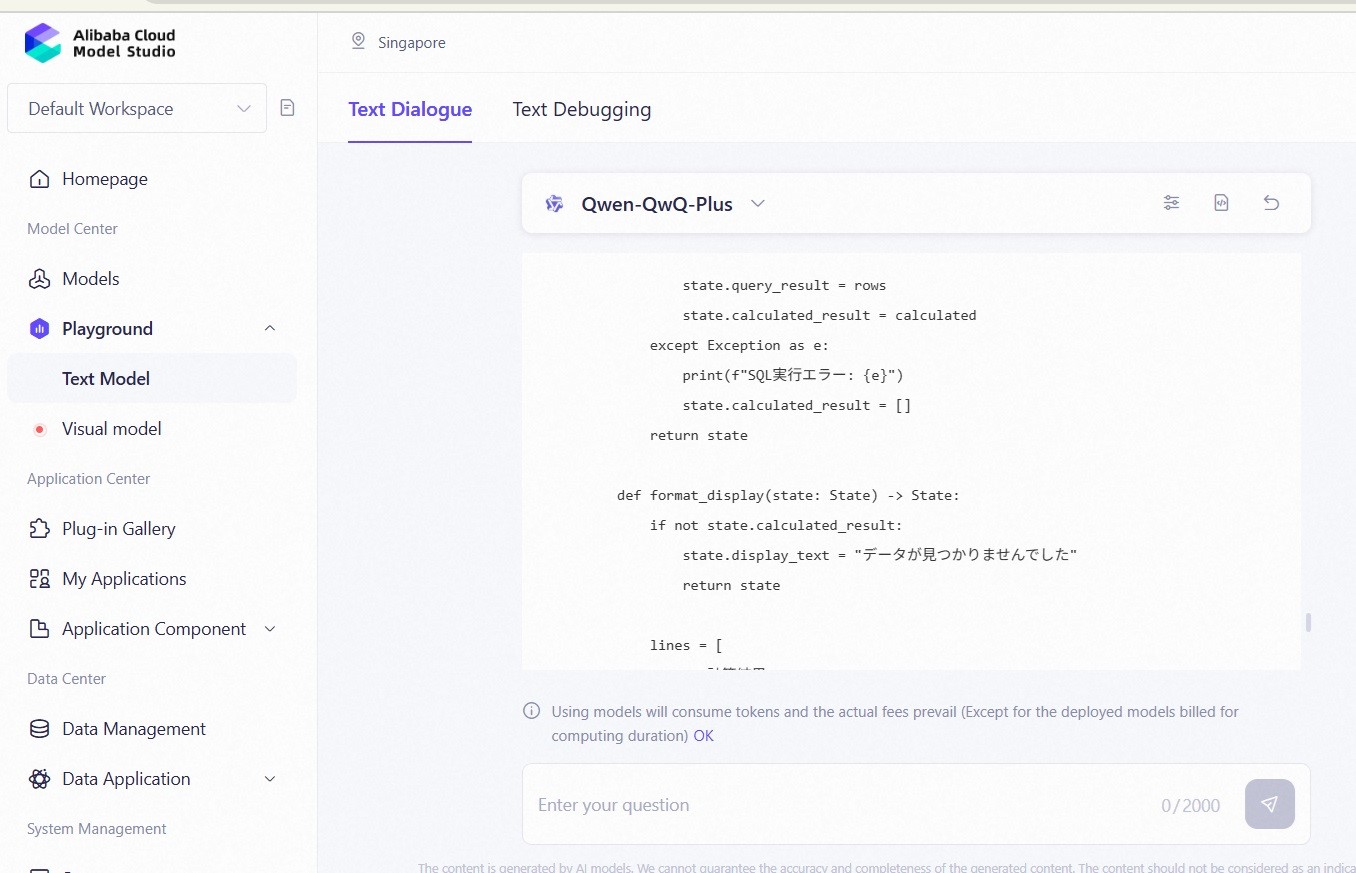 Alibaba Cloud
Model Studio
Singapore
Default Workspace
Text Dialogue
Text Debugging
Homepage
Model Center
Models
Playground
Text Model
Visual model
Application Center
Plug-in Gallery
My Applications
Application Component
Data Center
Data Management
Data Application
System Management
Qwen-QwQ-Plus
state.query_result = rows
state.calculated_result = calculated
except Exception as e:
print(f"SQL実行エラー: {e}")
state.calculated_result = []
return state
def format_display(state: State) -> State:
if not state.calculated_result:
state.display_text = "データが見つかりませんでした"
return state
lines = [
Using models will consume tokens and the actual fees prevail (Except for the deployed models billed for
computing duration) OK
Enter your question
0/2000
The content is generated by AI models. We cannot guarantee the accuracy and completeness of the generated content. The content should not be considered as an indica